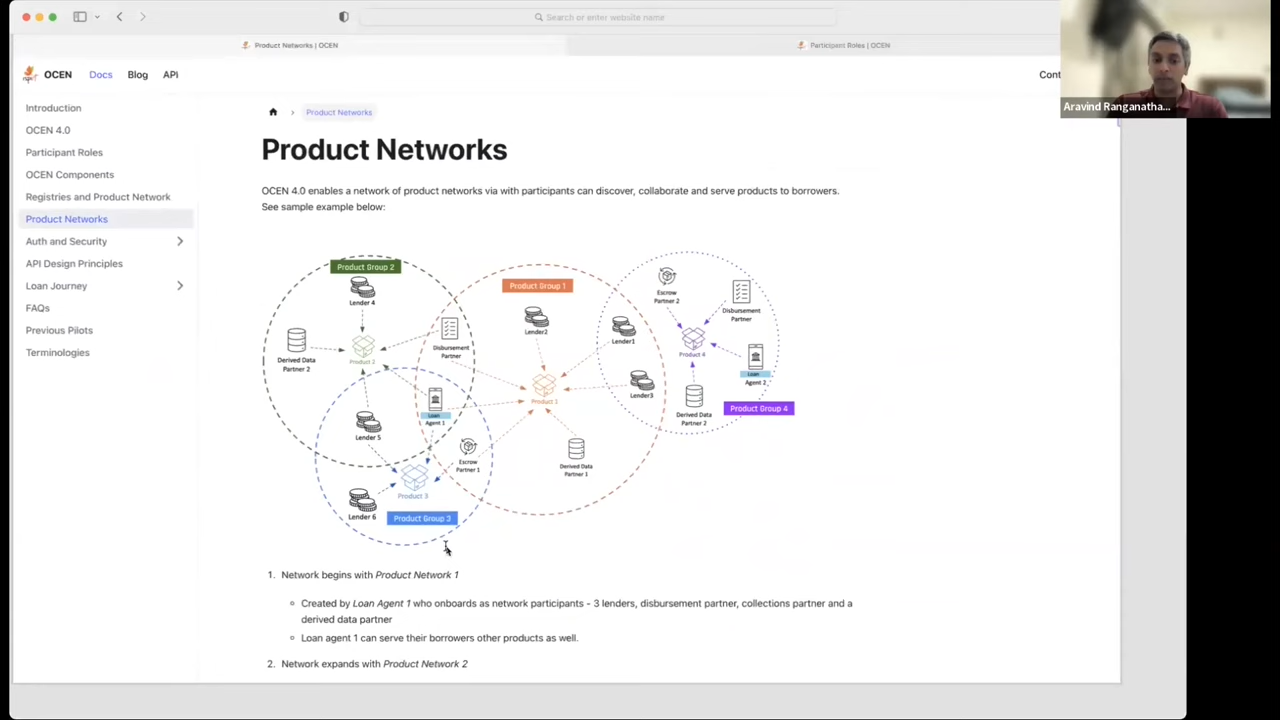 Search or enter website name
Product Networks | OCEN
Participant Roles | OCEN
OCEN Docs Blog API
Cont
Aravind Ranganatha...
Introduction
OCEN 4.0
Participant Roles
OCEN Components
Registries and Product Network
Product Networks
Auth and Security
API Design Principles
Loan Journey
FAQs
Previous Pilots
Terminologies
Product Networks
Product Networks
OCEN 4.0 enables a network of product networks via with participants can discover, collaborate and serve products to borrowers.
See sample example below:
Product Group 2
Lender 4
Derived Data
Partner 2
Product 2
Disbursement
Partner
Loan
Agent 1
Lender 5
Escrow
Partner 1
Product 3
Lender 6
Product Group 3
Product Group 1
Lender2
Lender1
Product 1
Lender3
Derived Data
Partner 1
Escrow
Partner 2
Disbursement
Partner
Product 4
Loan
Agent 2
Derived Data
Partner 2
Product Group 4
1. Network begins with Product Network 1
Created by Loan Agent 1 who onboards as network participants - 3 lenders, disbursement partner, collections partner and a
derived data partner
Loan agent 1 can serve their borrowers other products as well.
2. Network expands with Product Network 2